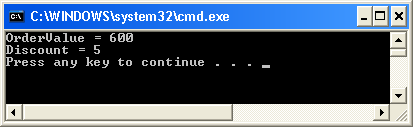 C:\WINDOWS\system32\cmd.exe
OrderValue = 600
Discount = 5
Press any key to continue . . . _